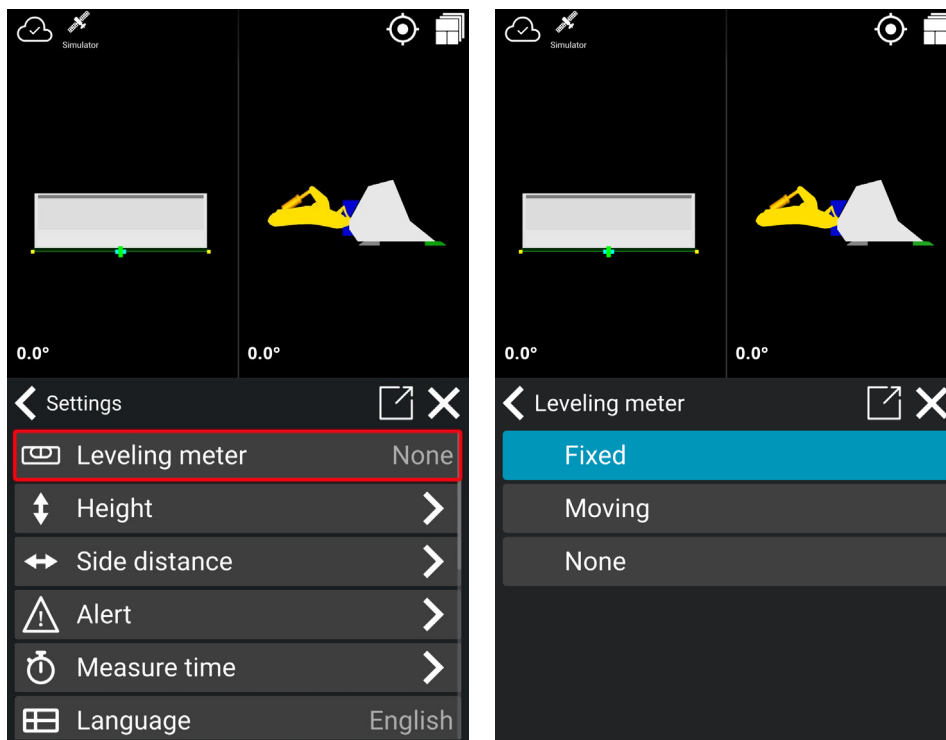 Simulator
0.0°
0.0°
Settings
Leveling meter None
Height
Side distance
Alert
Measure time
Language English
Simulator
0.0°
0.0°
Leveling meter
Fixed
Moving
None